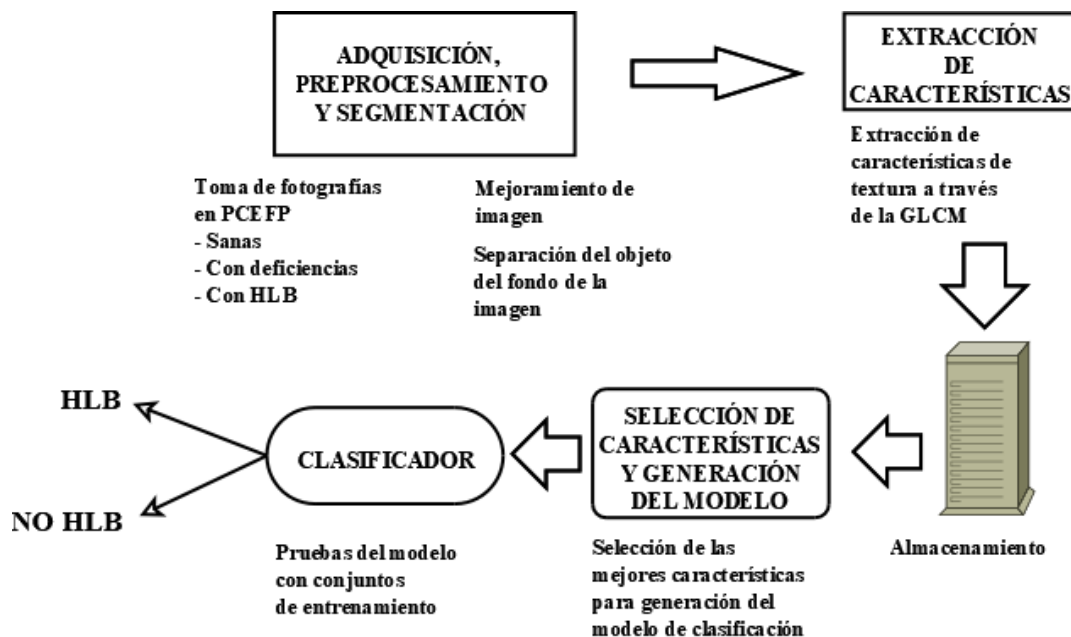 ADQUISICIÓN,
PREPROCESAMIENTO
Y SEGMENTACIÓN
Toma de fotografías
en PCEFP
- Sanas
- Con deficiencias
- Con HLB
Mejoramiento de
imagen
Separación del objeto
del fondo de la
imagen
EXTRACCIÓN
DE
CARACTERÍSTICAS
Extracción de
características de
textura a través
de la GLCM
Almacenamiento
SELECCIÓN DE
CARACTERÍSTICAS
Y GENERACIÓN
DEL MODELO
Selección de las
mejores características
para generación del
modelo de clasificación
CLASIFICADOR
Pruebas del modelo
con conjuntos
de entrenamiento
HLB
NO HLB